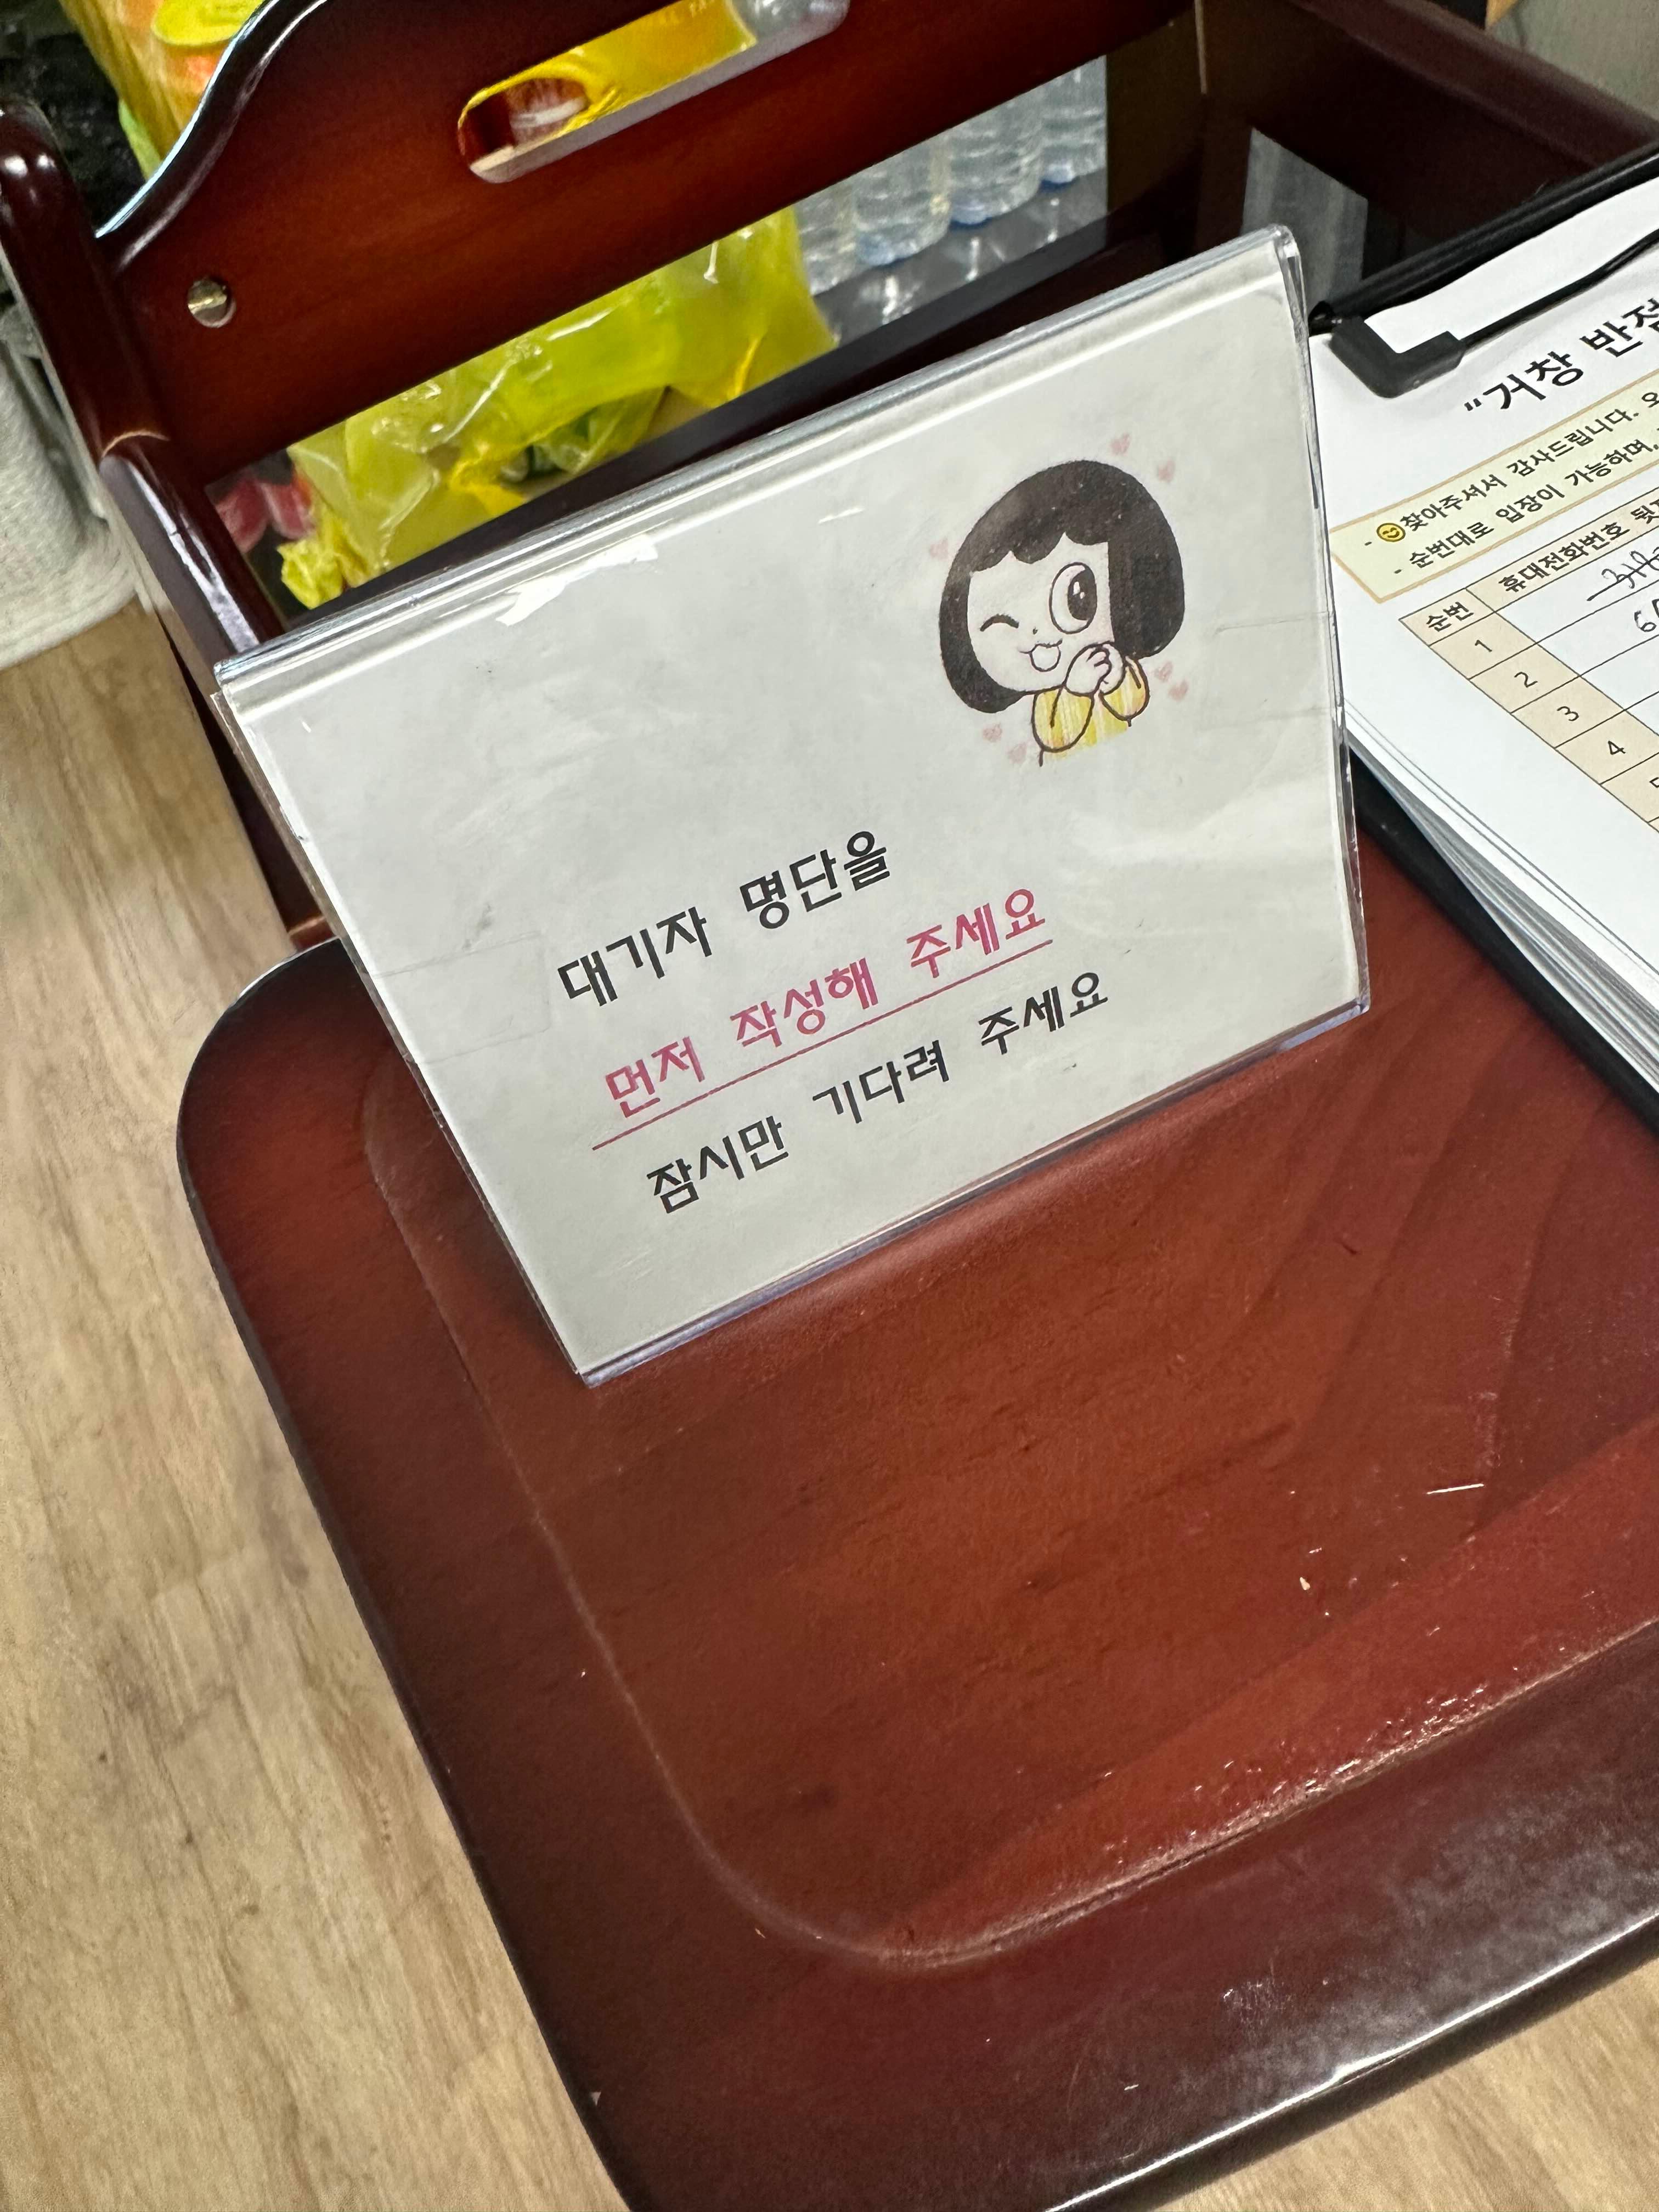 대기자 명단을
먼저 작성해 주세요
잠시만 기다려 주세요
"거창 반점
- 😊찾아주셔서 감사드립니다.
- 순번대로 입장이 가능하며,
순번 휴대전화번호
1
2
3
4